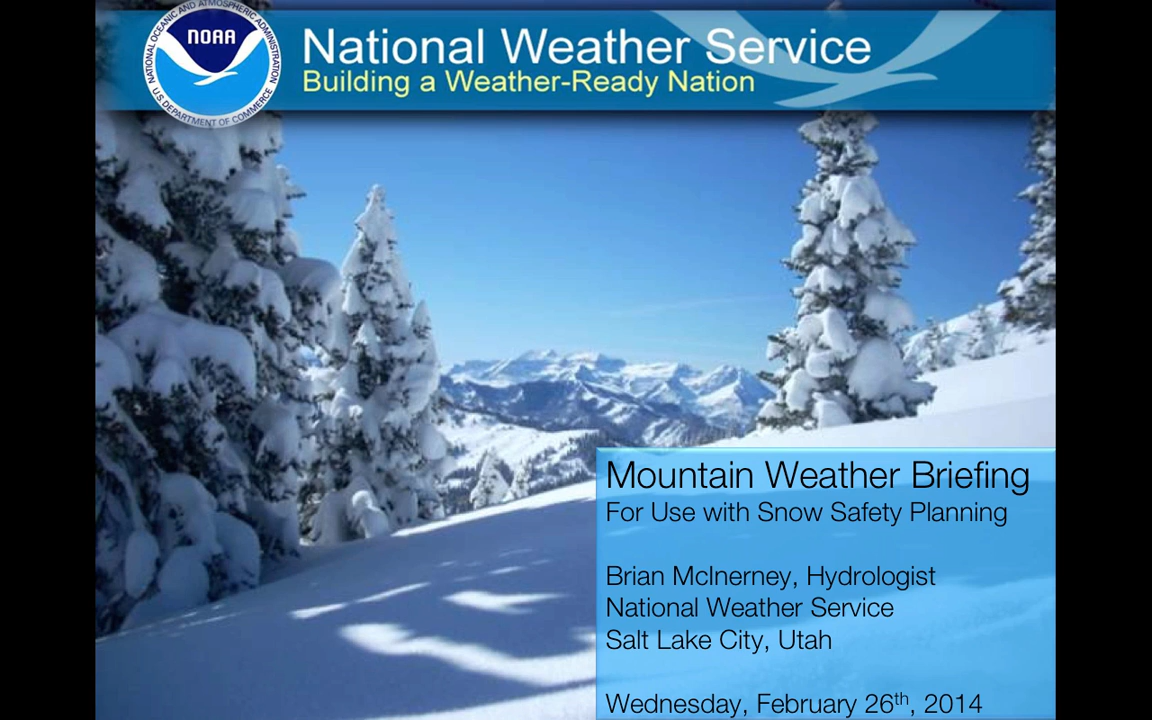 NATIONAL OCEANIC AND ATMOSPHERIC ADMINISTRATION
NOAA
U.S. DEPARTMENT OF COMMERCE
National Weather Service
Building a Weather-Ready Nation
Mountain Weather Briefing
For Use with Snow Safety Planning
Brian McInerney, Hydrologist
National Weather Service
Salt Lake City, Utah
Wednesday, February 26th, 2014